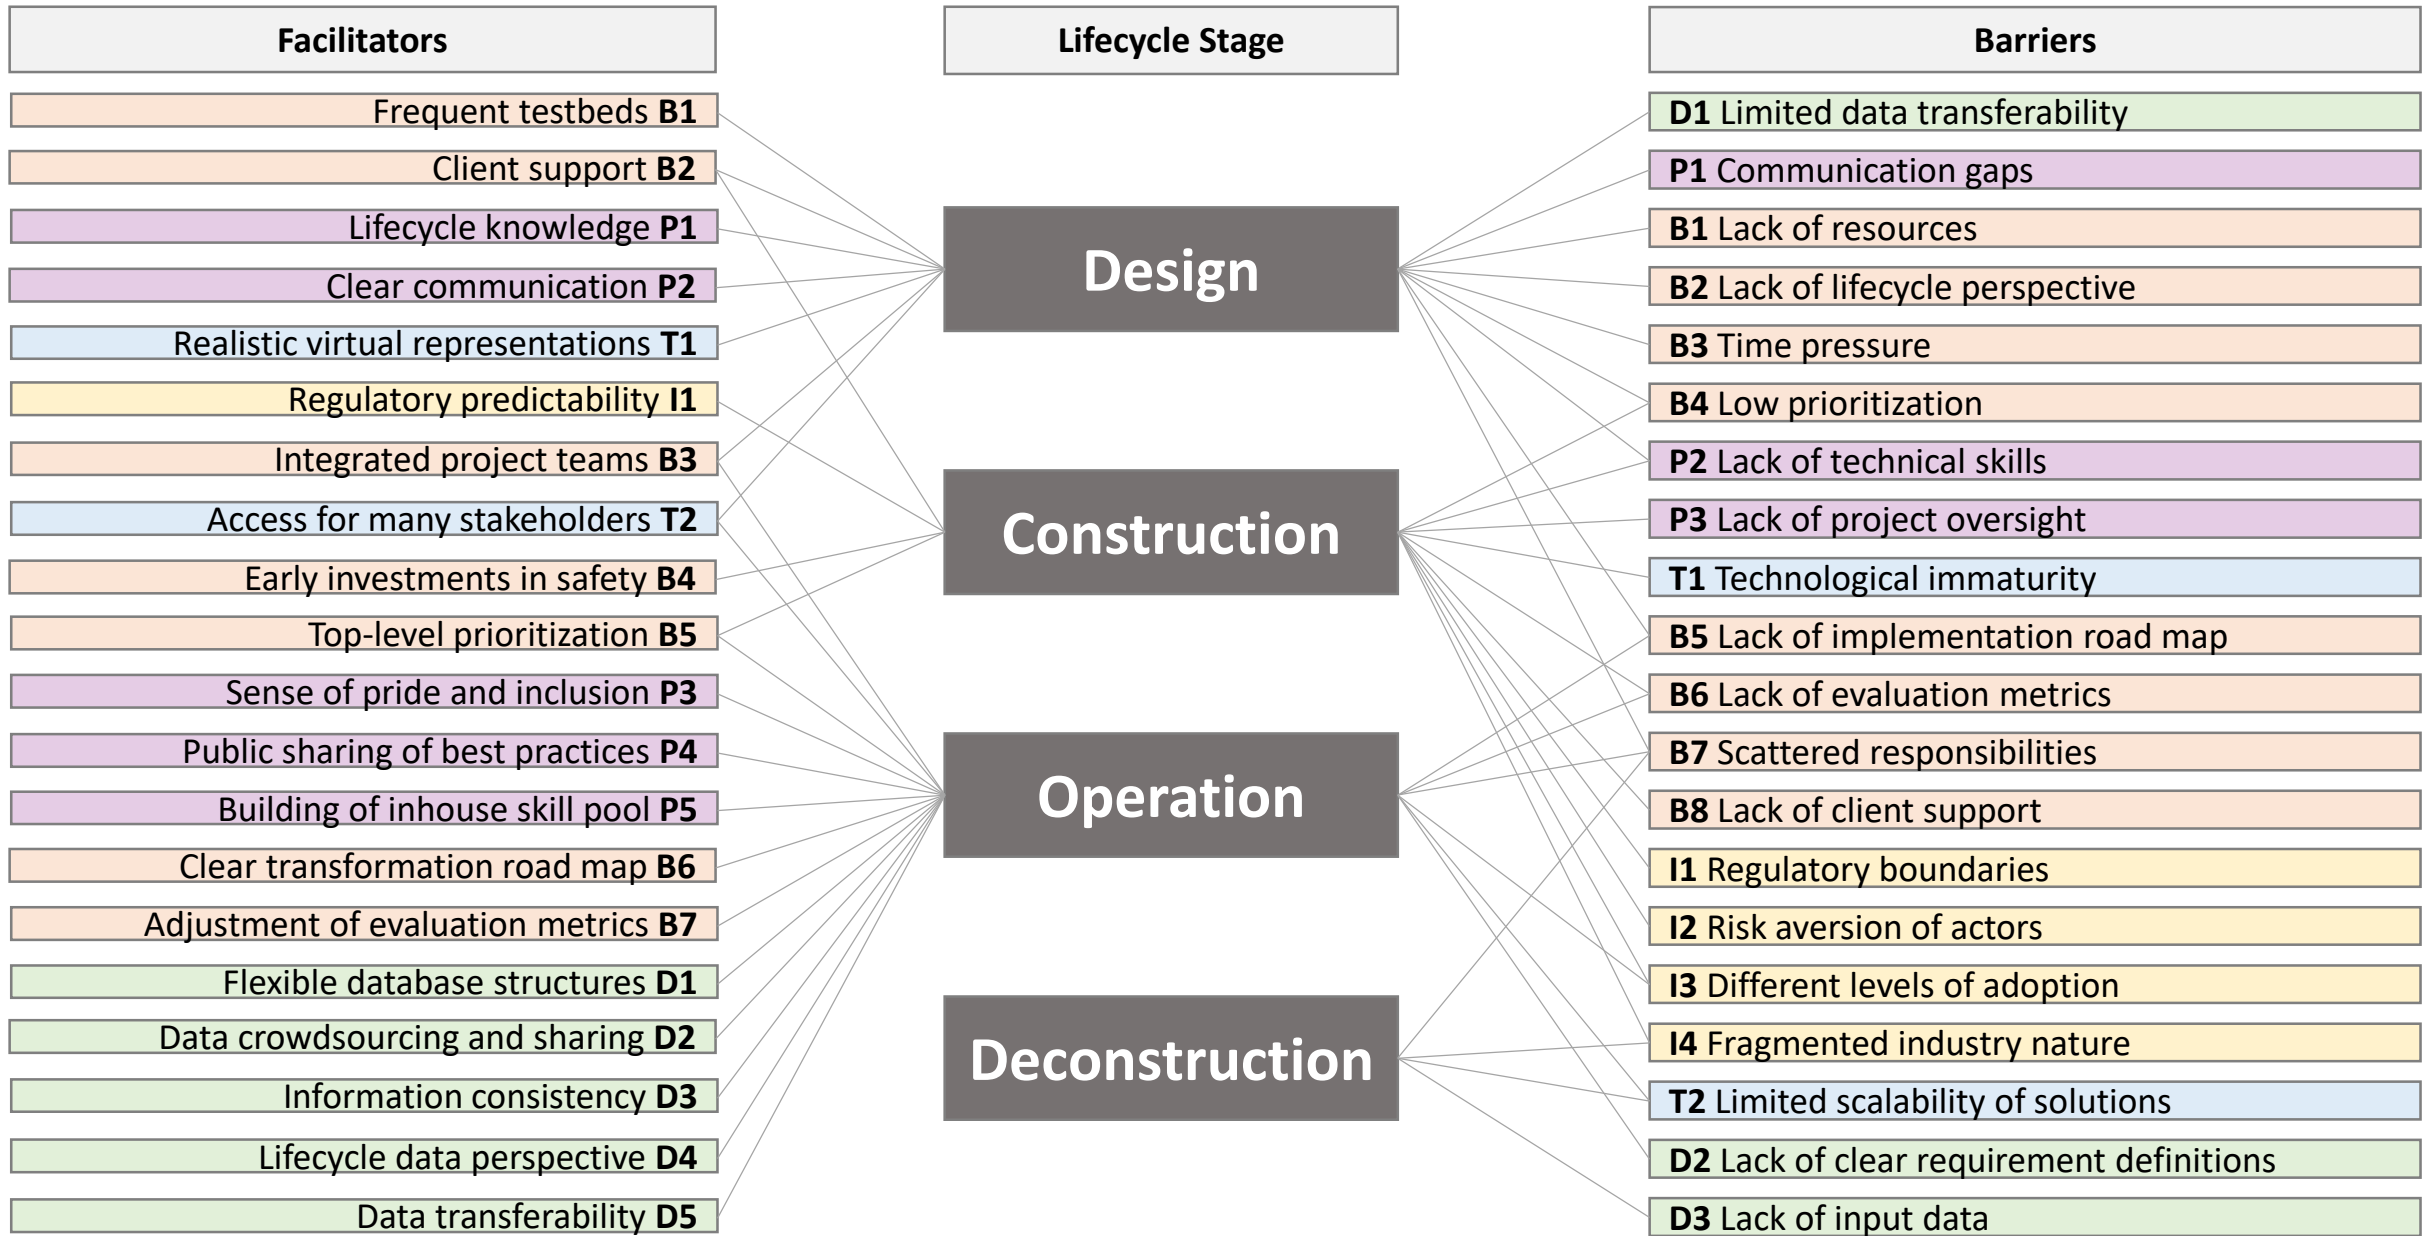 Facilitators
Lifecycle Stage
Barriers
Frequent testbeds B1
Client support B2
Lifecycle knowledge P1
Clear communication P2
Realistic virtual representations T1
Regulatory predictability I1
Integrated project teams B3
Access for many stakeholders T2
Early investments in safety B4
Top-level prioritization B5
Sense of pride and inclusion P3
Public sharing of best practices P4
Building of inhouse skill pool P5
Clear transformation road map B6
Adjustment of evaluation metrics B7
Flexible database structures D1
Data crowdsourcing and sharing D2
Information consistency D3
Lifecycle data perspective D4
Data transferability D5
Design
Construction
Operation
Deconstruction
D1 Limited data transferability
P1 Communication gaps
B1 Lack of resources
B2 Lack of lifecycle perspective
B3 Time pressure
B4 Low prioritization
P2 Lack of technical skills
P3 Lack of project oversight
T1 Technological immaturity
B5 Lack of implementation road map
B6 Lack of evaluation metrics
B7 Scattered responsibilities
B8 Lack of client support
I1 Regulatory boundaries
I2 Risk aversion of actors
I3 Different levels of adoption
I4 Fragmented industry nature
T2 Limited scalability of solutions
D2 Lack of clear requirement definitions
D3 Lack of input data